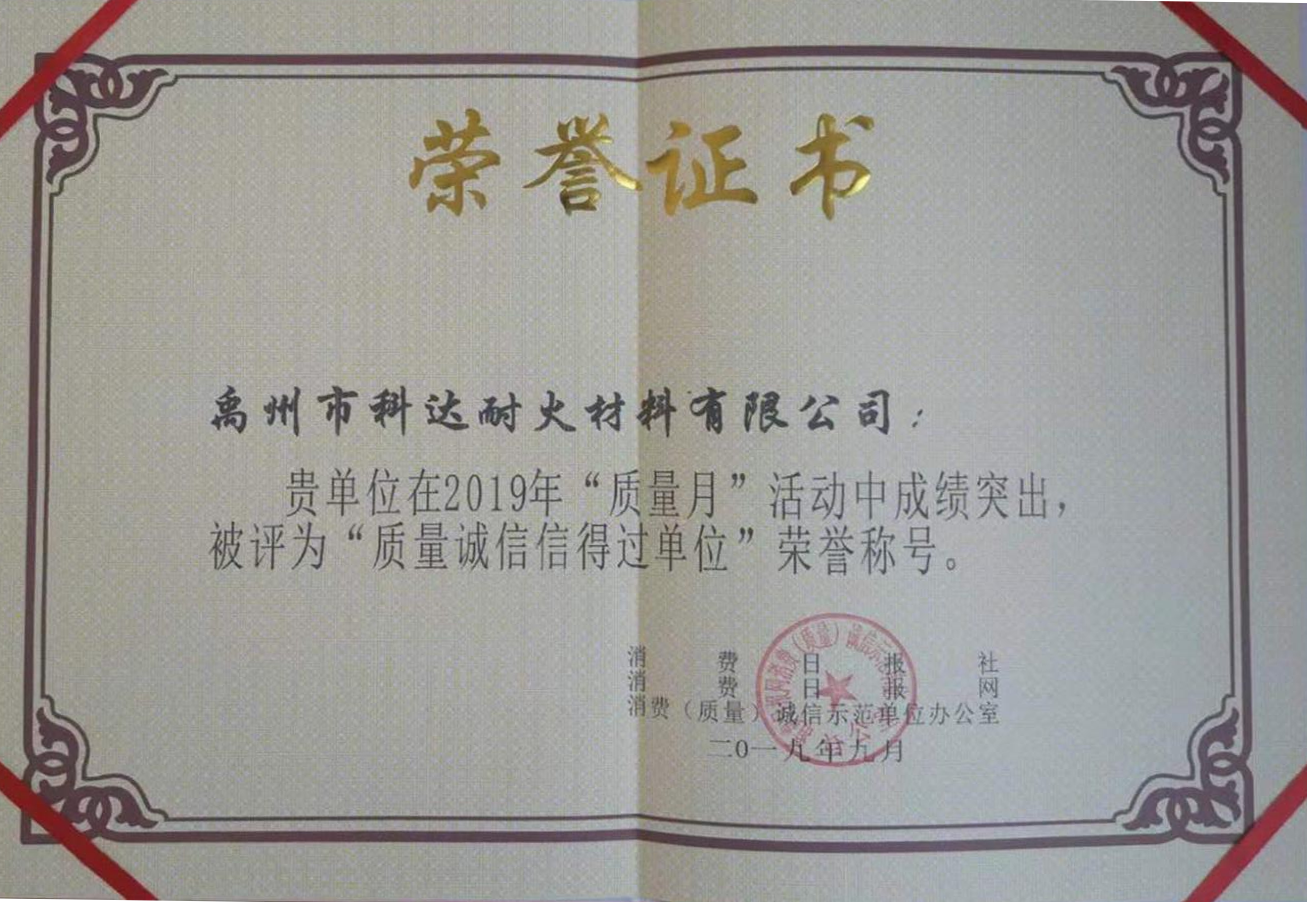 荣誉证书
禹州市科达耐火材料有限公司：
贵单位在2019年“质量月”活动中成绩突出，
被评为“质量诚信信得过单位”荣誉称号。
消费日报社
消费日报网
消费（质量）诚信示范单位办公室
二0一九年九月